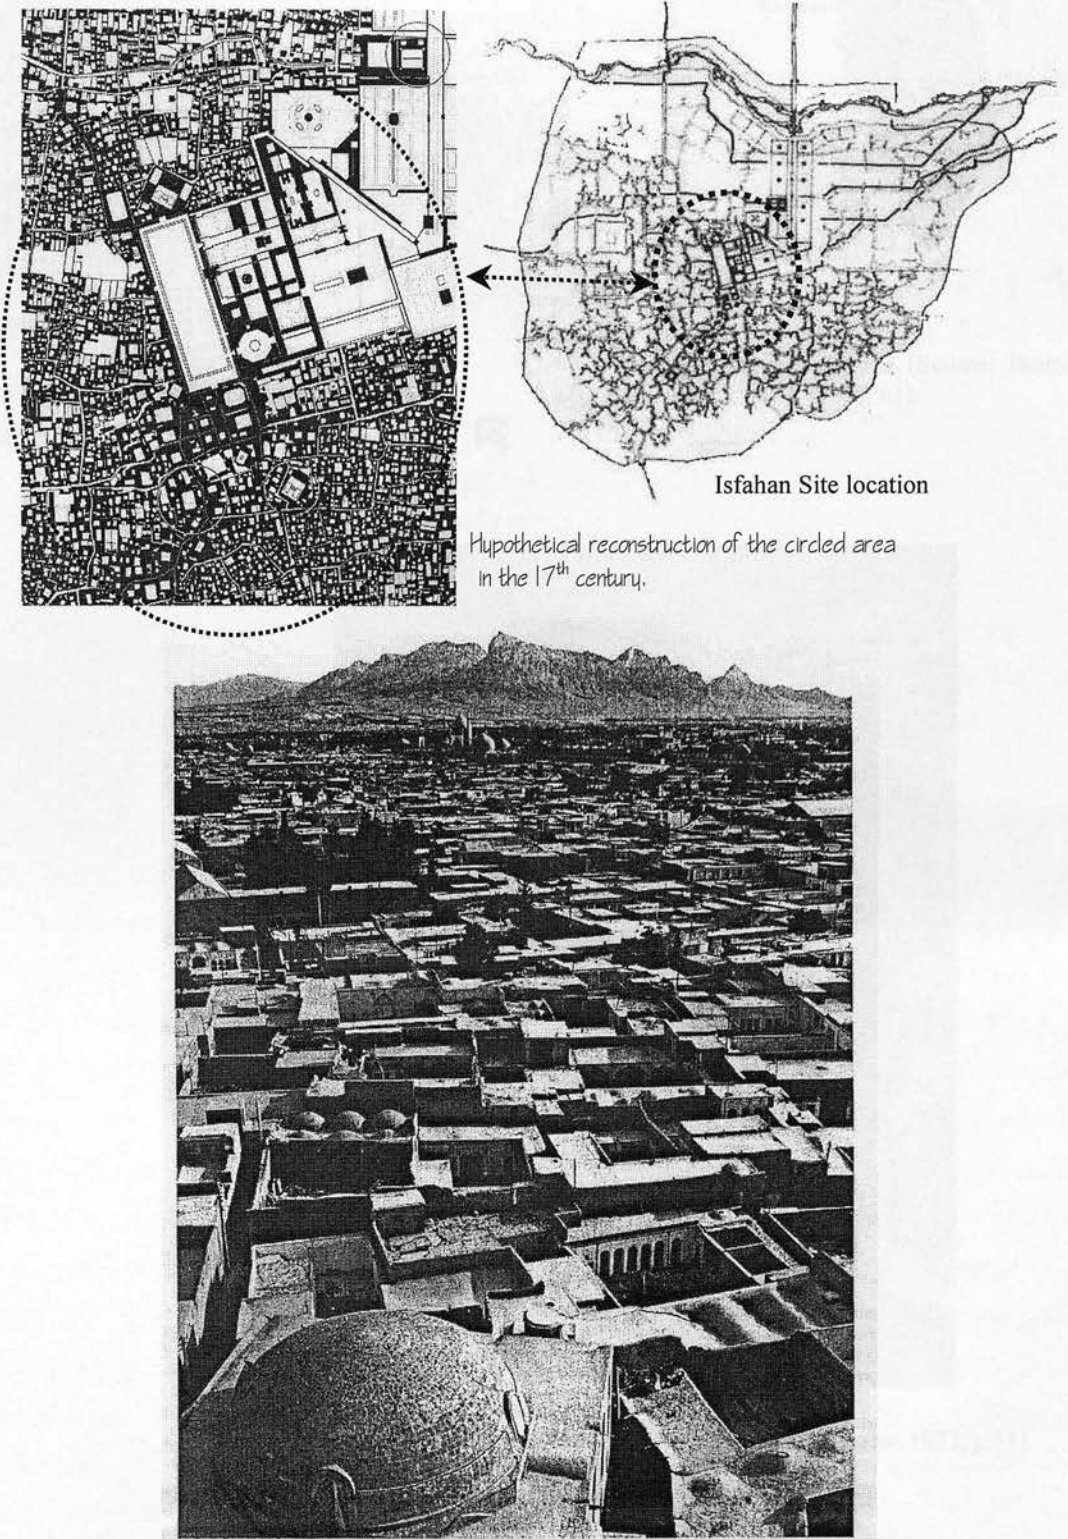 Isfahan Site location
Hypothetical reconstruction of the circled area
in the 17th century.